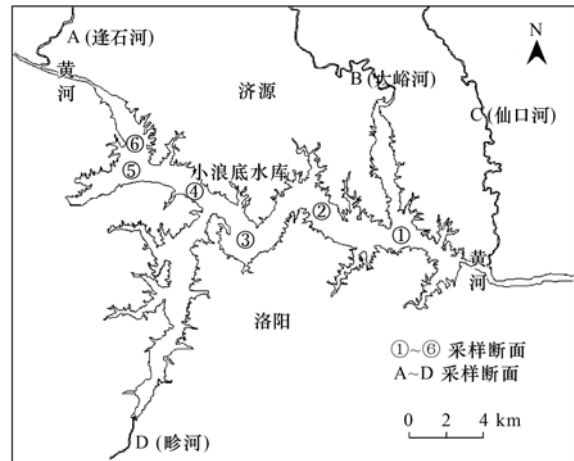 N
A (逢石河)
黄
河
B (大峪河)
济源
C (仙口河)
⑥
小浪底水库
⑤
④
②
①
③
黄
河
洛阳
①~⑥ 采样断面
A~D 采样断面
0 2 4 km
D (畛河)